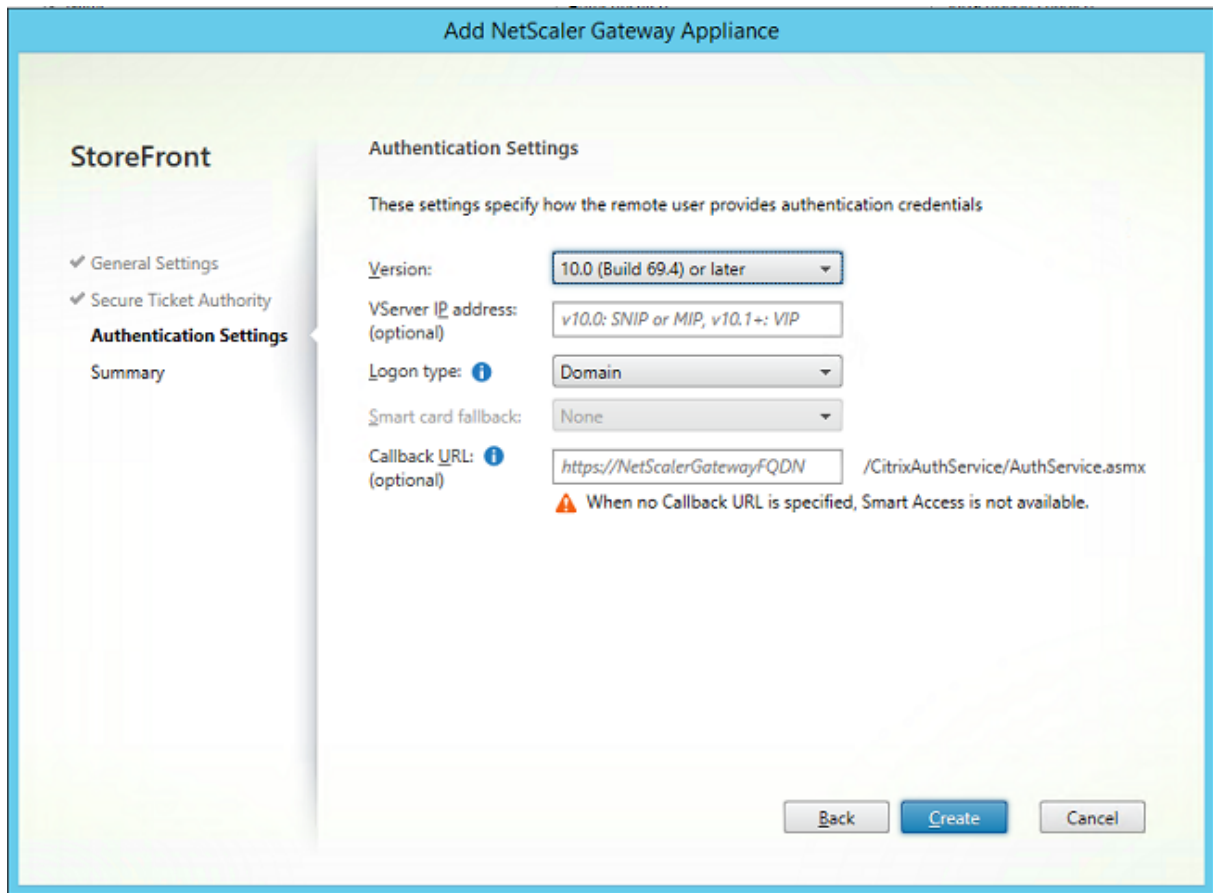 Add NetScaler Gateway Appliance
StoreFront
General Settings
Secure Ticket Authority
Authentication Settings
Summary
Authentication Settings
These settings specify how the remote user provides authentication credentials
Version:
10.0 (Build 69.4) or later
VServer IP address:
(optional)
v10.0: SNIP or MIP, v10.1+: VIP
Logon type:
Domain
Smart card fallback:
None
Callback URL:
(optional)
https://NetScalerGatewayFQDN
/CitrixAuthService/AuthService.asmx
When no Callback URL is specified, Smart Access is not available.
Back
Create
Cancel